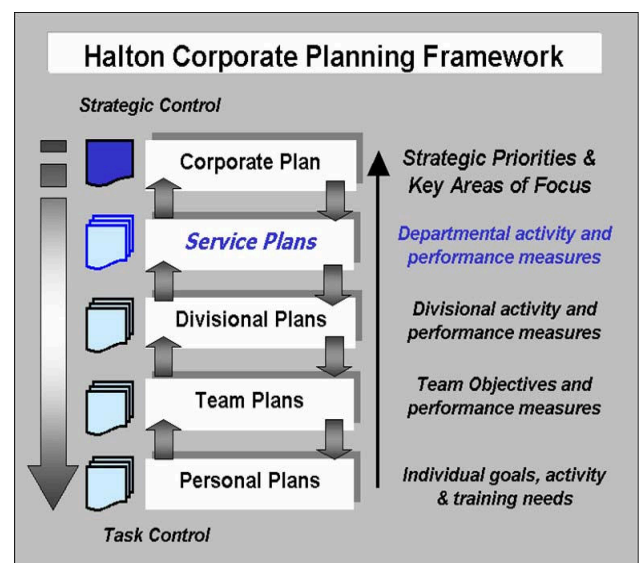 Halton Corporate Planning Framework
Strategic Control
Corporate Plan
Strategic Priorities &
Key Areas of Focus
Service Plans
Departmental activity and
performance measures
Divisional Plans
Divisional activity and
performance measures
Team Plans
Team Objectives and
performance measures
Personal Plans
Individual goals, activity
& training needs
Task Control